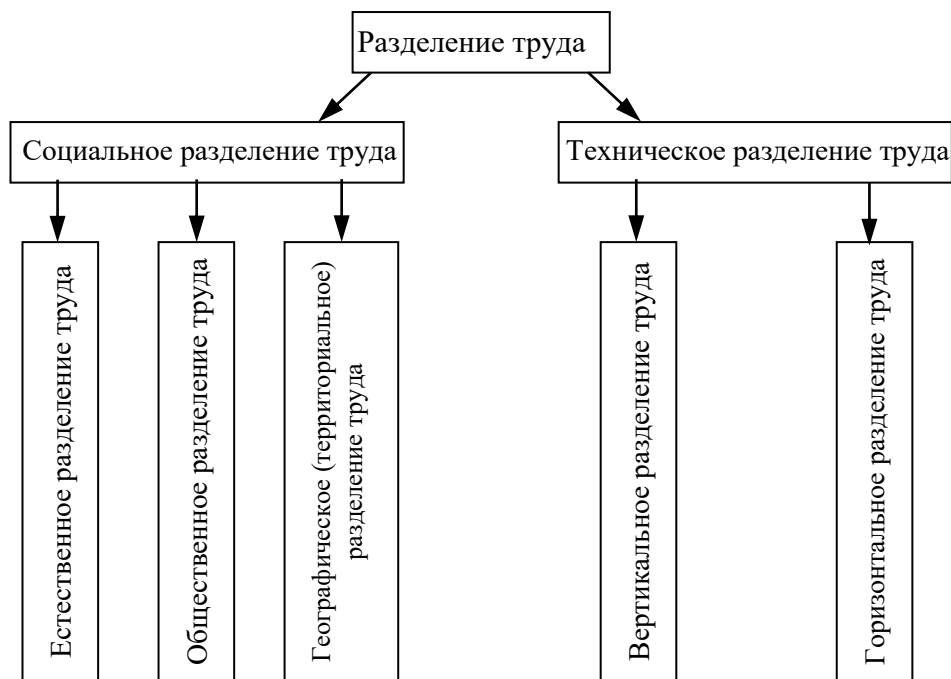 Разделение труда
Социальное разделение труда
Техническое разделение труда
Естественное разделение труда
Общественное разделение труда
Географическое (территориальное)
разделение труда
Вертикальное разделение труда
Горизонтальное разделение труда